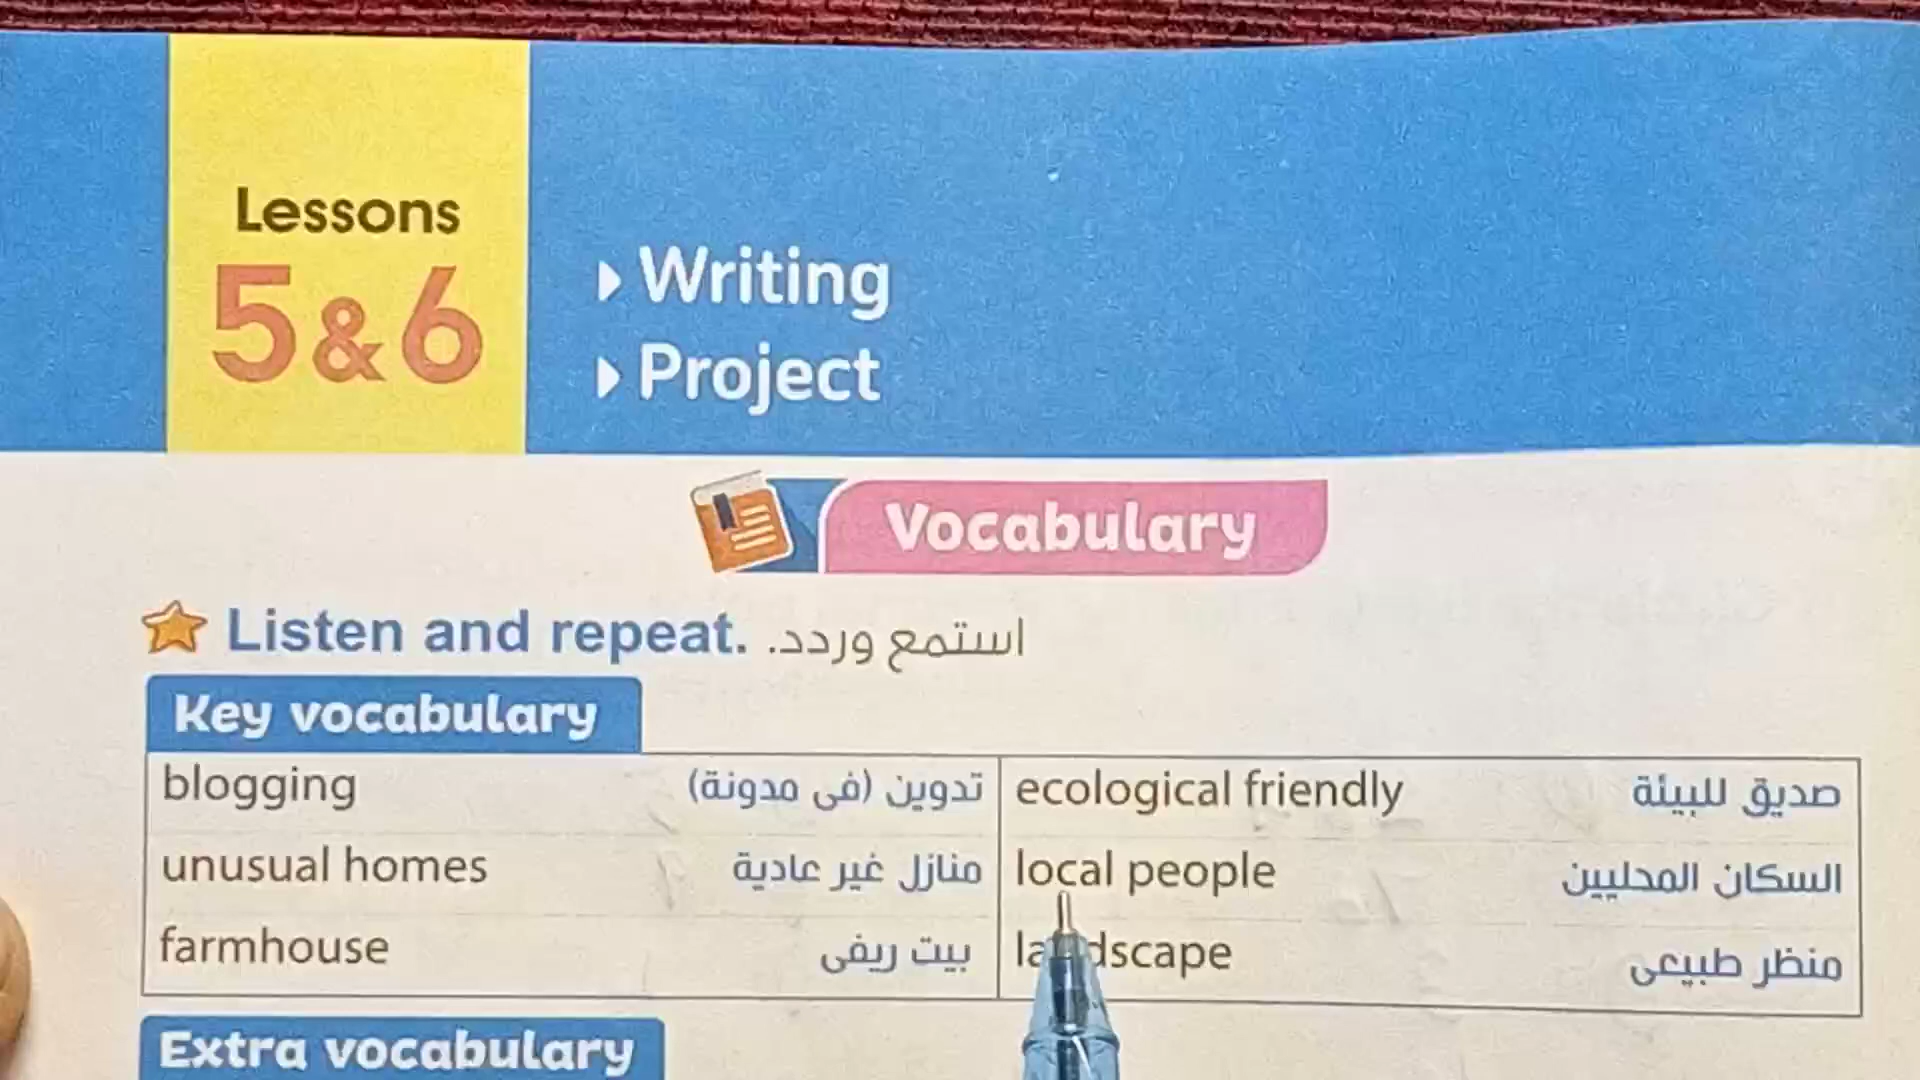 Lessons
5&6
Writing
Project
Vocabulary
Listen and repeat. استمع وردد.
Key vocabulary
blogging تدوين (فى مدونة) ecological friendly صديق للبيئة
unusual homes منازل غير عادية local people السكان المحليين
farmhouse بيت ريفى landscape منظر طبيعى
Extra vocabulary